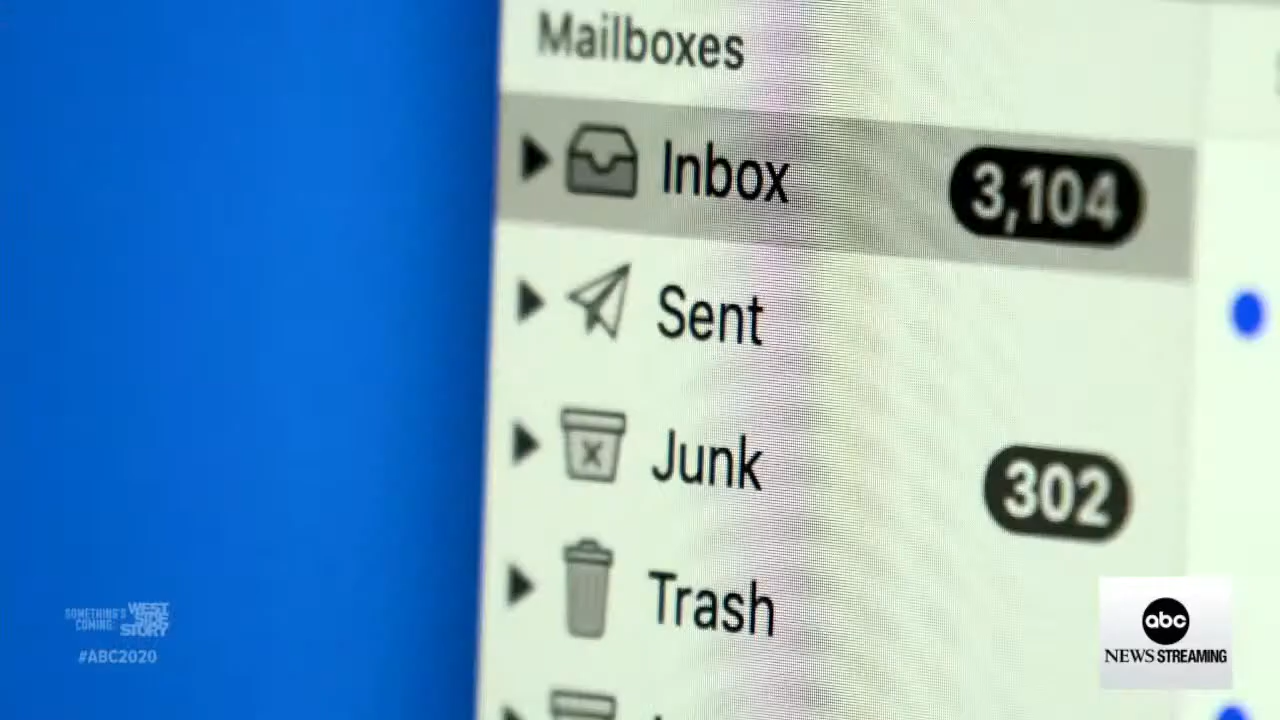 Mailboxes
Inbox 3,104
Sent
Junk 302
Trash
SOMETHING'S
COMING:
WEST
SIDE
STORY
#ABC2020
abc
NEWS STREAMING